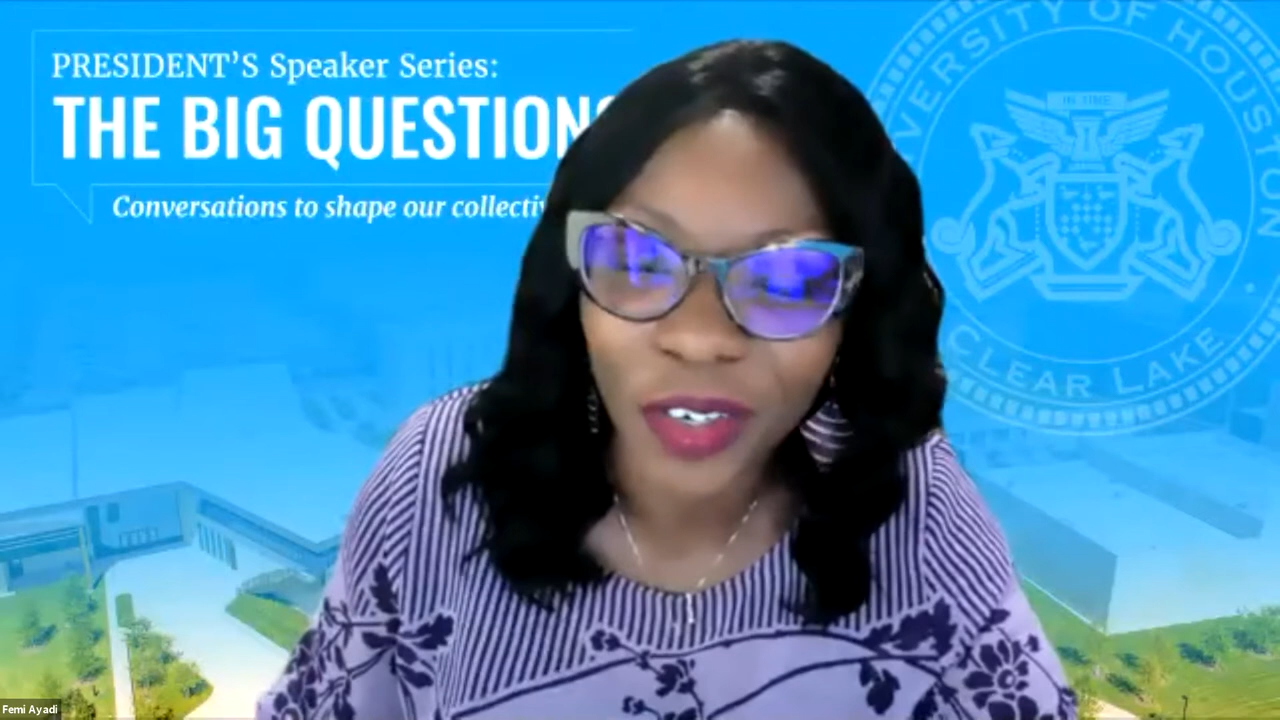 PRESIDENT'S Speaker Series:
THE BIG QUESTION
Conversations to shape our collectiv
UNIVERSITY OF HOUSTON
IN TIME
CLEAR LAKE
Femi Ayadi